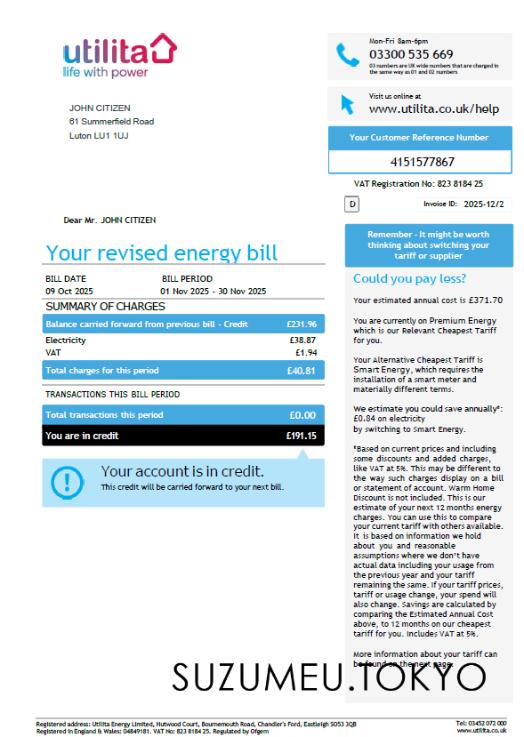 utilita
life with power
Mon-Fri 8am-6pm
03300 535 669
03 numbers are UK wide numbers that are charged in
the same way as 01 and 02 numbers
Visit us online at
www.utilita.co.uk/help
JOHN CITIZEN
61 Summerfield Road
Luton LU1 1UJ
Your Customer Reference Number
4151577867
VAT Registration No: 823 8184 25
D
Invoice ID: 2025-12/2
Dear Mr. JOHN CITIZEN
Your revised energy bill
BILL DATE BILL PERIOD
09 Oct 2025 01 Nov 2025 - 30 Nov 2025
SUMMARY OF CHARGES
Balance carried forward from previous bill - Credit £231.96
Electricity £38.87
VAT £1.94
Total charges for this period £40.81
TRANSACTIONS THIS BILL PERIOD
Total transactions this period £0.00
You are in credit £191.15
Your account is in credit.
This credit will be carried forward to your next bill.
Remember - It might be worth
thinking about switching your
tariff or supplier
Could you pay less?
Your estimated annual cost is £371.70
You are currently on Premium Energy
which is our Relevant Cheapest Tariff
for you.
Your Alternative Cheapest Tariff is
Smart Energy, which requires the
installation of a smart meter and
materially different terms.
We estimate you could save annually*:
£0.84 on electricity
by switching to Smart Energy.
*Based on current prices and including
some discounts and added charges,
like VAT at 5%. This may be different to
the way such charges display on a bill
or statement of account. Warm Home
Discount is not included. This is our
estimate of your next 12 months energy
charges. You can use this to compare
your current tariff with others available.
It is based on information we hold
about you and reasonable
assumptions where we don't have
actual data including your usage from
the previous year and your tariff
remaining the same. If your tariff prices,
tariff or usage change, your spend will
also change. Savings are calculated by
comparing the Estimated Annual Cost
above, to 12 months on our cheapest
tariff for you. Includes VAT at 5%.
More information about your tariff can
be found on the next page.
SUZUMEU.TOKYO
Registered address: Utilita Energy Limited, Hutwood Court, Bournemouth Road, Chandler's Ford, Eastleigh SO53 3QB
Registered in England & Wales: 04849181. VAT No: 823 8184 25. Regulated by Ofgem
Tel: 03452 072 000
www.utilita.co.uk